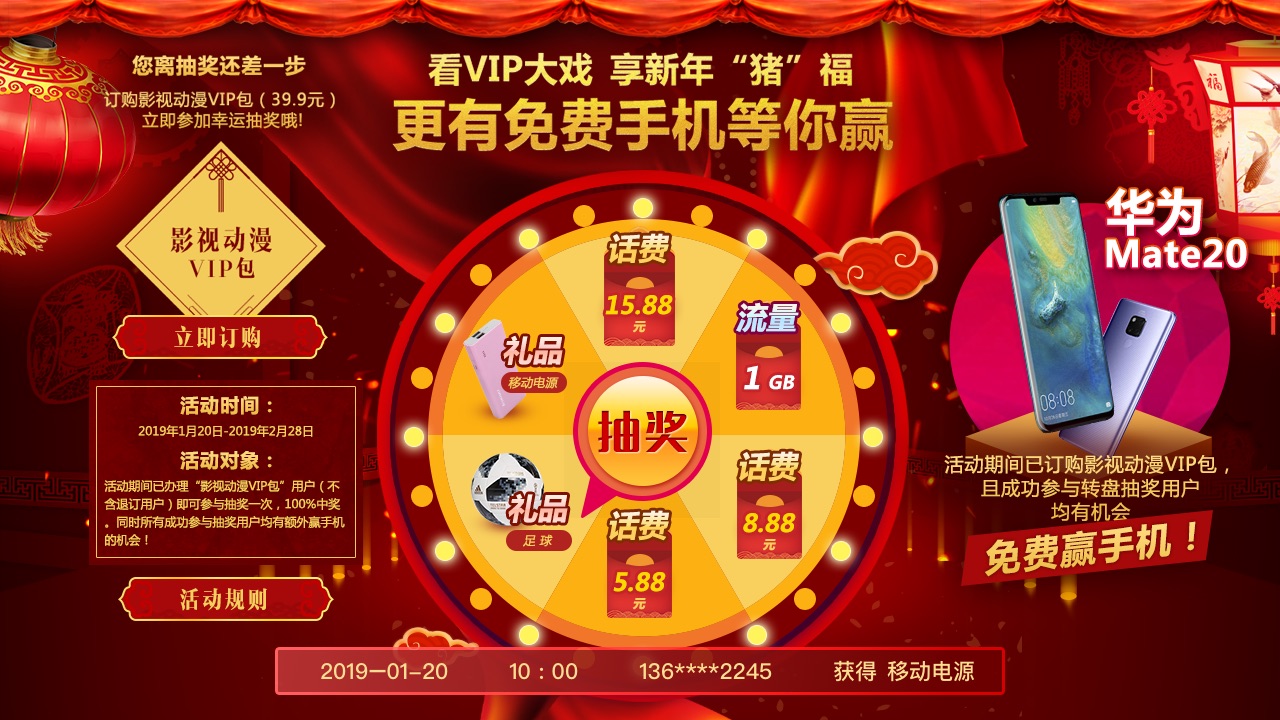 您离抽奖还差一步
订购影视动漫VIP包（39.9元）
立即参加幸运抽奖哦!
影视动漫
VIP包
立即订购
活动时间：
2019年1月20日-2019年2月28日
活动对象：
活动期间已办理“影视动漫VIP包”用户（不
含退订用户）即可参与抽奖一次，100%中奖
。同时所有成功参与抽奖用户均有额外赢手机
的机会！
活动规则
看VIP大戏 享新年“猪”福
更有免费手机等你赢
话费
15.88
元
流量
1 GB
话费
8.88
元
话费
5.88
元
礼品
足球
礼品
移动电源
抽奖
福
华为
Mate20
08:08
活动期间已订购影视动漫VIP包，
且成功参与转盘抽奖用户
均有机会
免费赢手机！
2019-01-20 10：00 136****2245 获得 移动电源